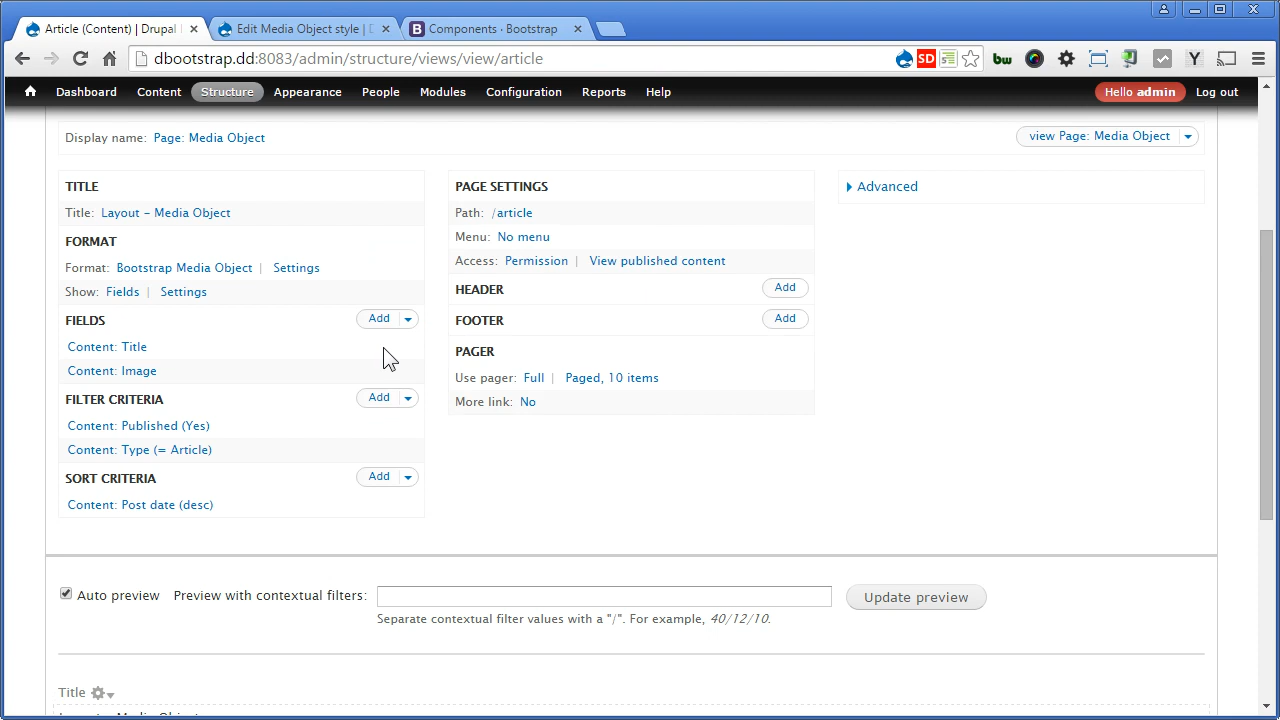 Article (Content) | Drupal
Edit Media Object style | D
Components · Bootstrap
dbootstrap.dd:8083/admin/structure/views/view/article
SD
bw
Y
Dashboard Content Structure Appearance People Modules Configuration Reports Help Hello admin Log out
Display name: Page: Media Object
view Page: Media Object
TITLE
Title: Layout - Media Object
FORMAT
Format: Bootstrap Media Object | Settings
Show: Fields | Settings
FIELDS
Add
Content: Title
Content: Image
FILTER CRITERIA
Add
Content: Published (Yes)
Content: Type (= Article)
SORT CRITERIA
Add
Content: Post date (desc)
PAGE SETTINGS
Path: /article
Menu: No menu
Access: Permission | View published content
HEADER
Add
FOOTER
Add
PAGER
Use pager: Full | Paged, 10 items
More link: No
Advanced
Auto preview
Preview with contextual filters:
Update preview
Separate contextual filter values with a "/". For example, 40/12/10.
Title